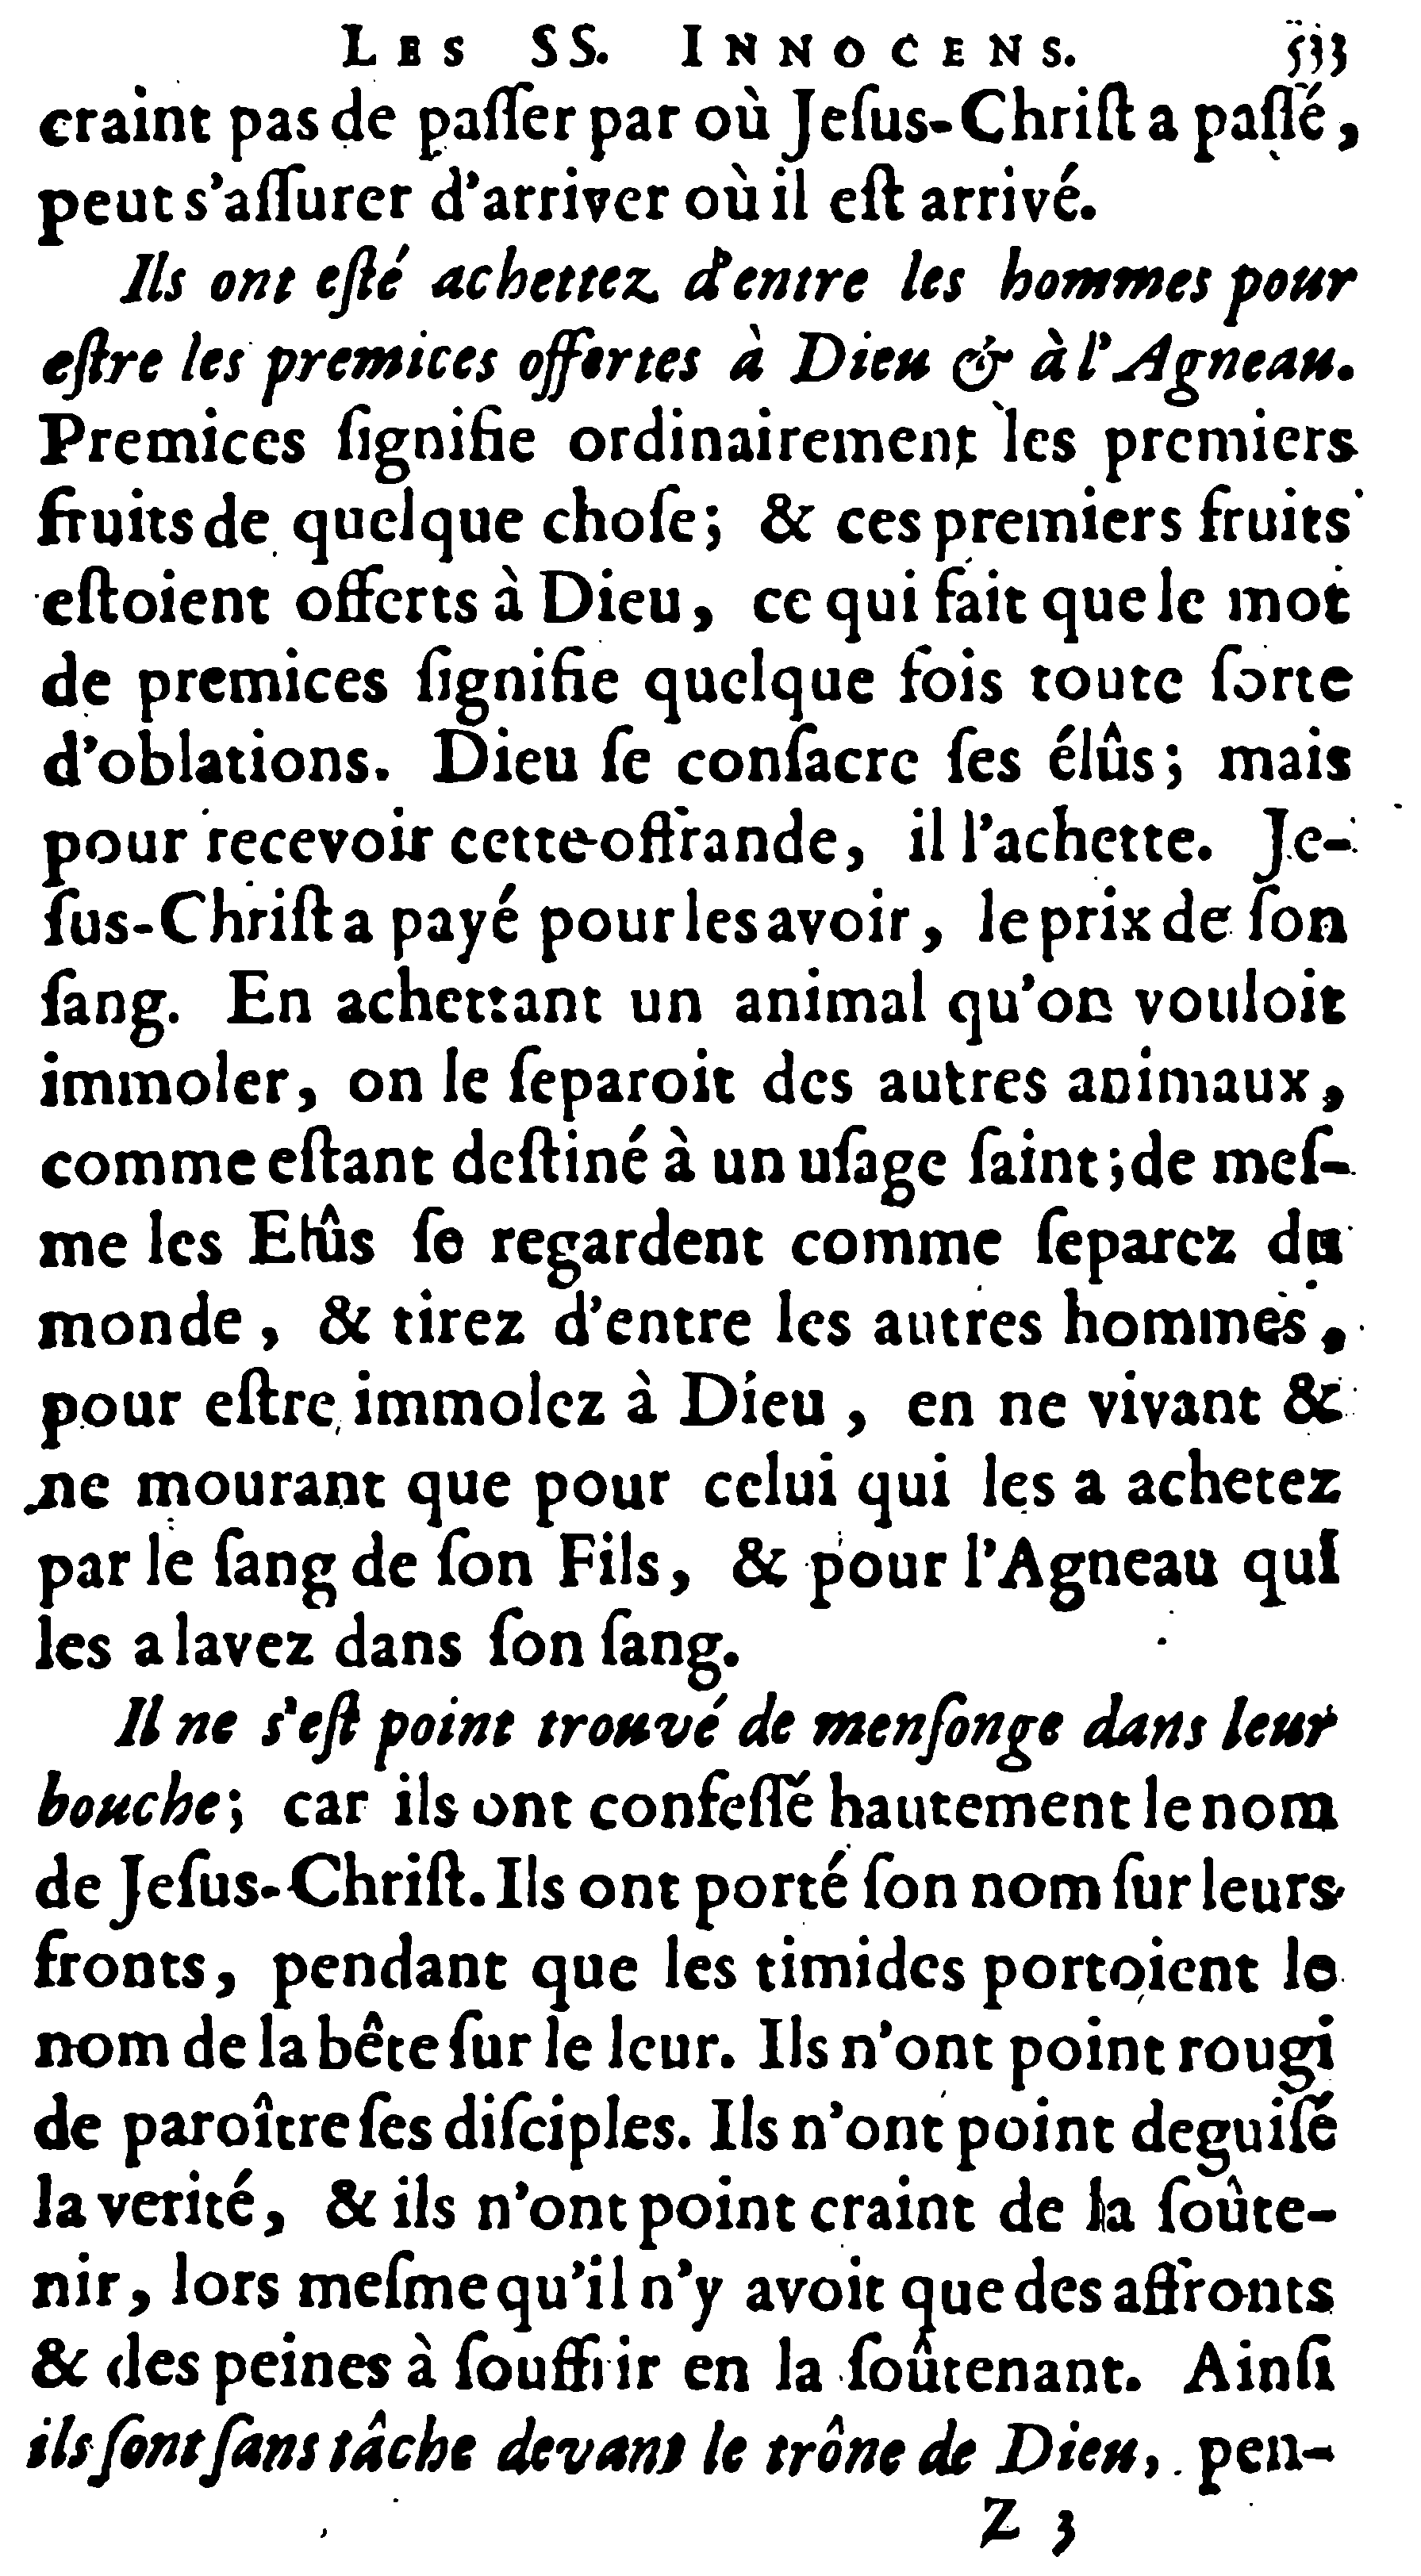 LES SS. INNOCENS. 533
craint pas de paſſer par où Jeſus-Chriſt a paſſé,
peut s'aſſurer d'arriver où il eſt arrivé.
Ils ont eſté achettez d'entre les hommes pour
eſtre les premices offertes à Dieu & à l'Agneau.
Premices ſignifie ordinairement les premiers
fruits de quelque choſe; & ces premiers fruits
eſtoient offerts à Dieu, ce qui fait que le mot
de premices ſignifie quelque fois toute ſorte
d'oblations. Dieu ſe conſacre ſes élûs; mais
pour recevoir cette offrande, il l'achette. Je-
ſus-Chriſt a payé pour les avoir, le prix de ſon
ſang. En achettant un animal qu'on vouloit
immoler, on le ſeparoit des autres animaux,
comme eſtant deſtiné à un uſage ſaint; de meſ-
me les Elûs ſe regardent comme ſeparez du
monde, & tirez d'entre les autres hommes,
pour eſtre immolez à Dieu, en ne vivant &
ne mourant que pour celui qui les a achetez
par le ſang de ſon Fils, & pour l'Agneau qui
les a lavez dans ſon ſang.
Il ne s'eſt point trouvé de menſonge dans leur
bouche; car ils ont confeſſé hautement le nom
de Jeſus-Chriſt. Ils ont porté ſon nom ſur leurs
fronts, pendant que les timides portoient le
nom de la bête ſur le leur. Ils n'ont point rougi
de paroître ſes diſciples. Ils n'ont point deguiſé
la verité, & ils n'ont point craint de la ſoûte-
nir, lors meſme qu'il n'y avoit que des affronts
& des peines à ſouffrir en la ſoûtenant. Ainſi
ils ſont ſans tâche devant le trône de Dieu, pen-
Z 3